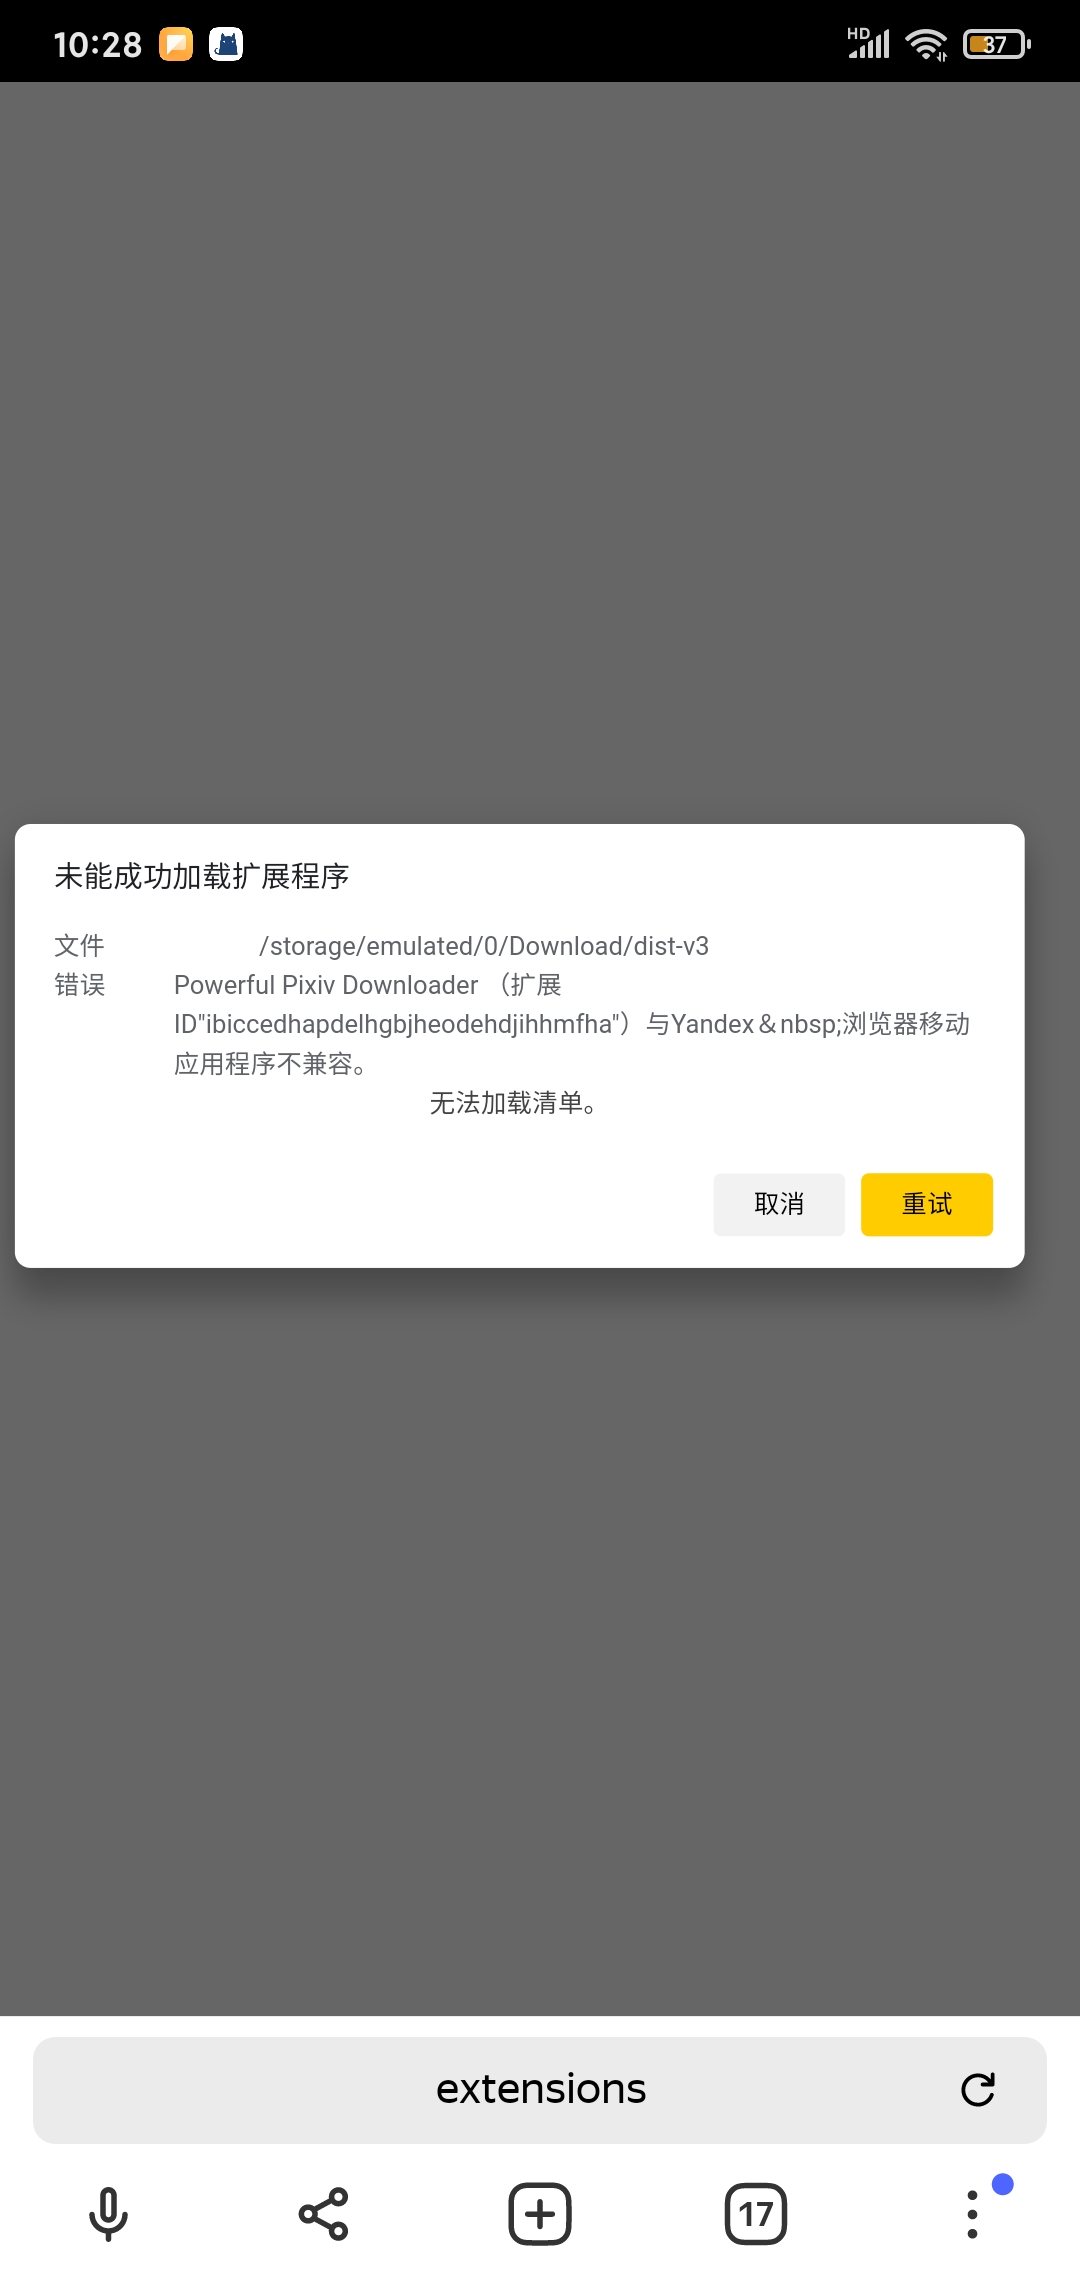 10:28
HD
37
未能成功加载扩展程序
文件 /storage/emulated/0/Download/dist-v3
错误 Powerful Pixiv Downloader （扩展
ID"ibiccedhapdelhgbjheodehdjihhmfha"）与Yandex＆nbsp;浏览器移动
应用程序不兼容。
无法加载清单。
取消 重试
extensions
17